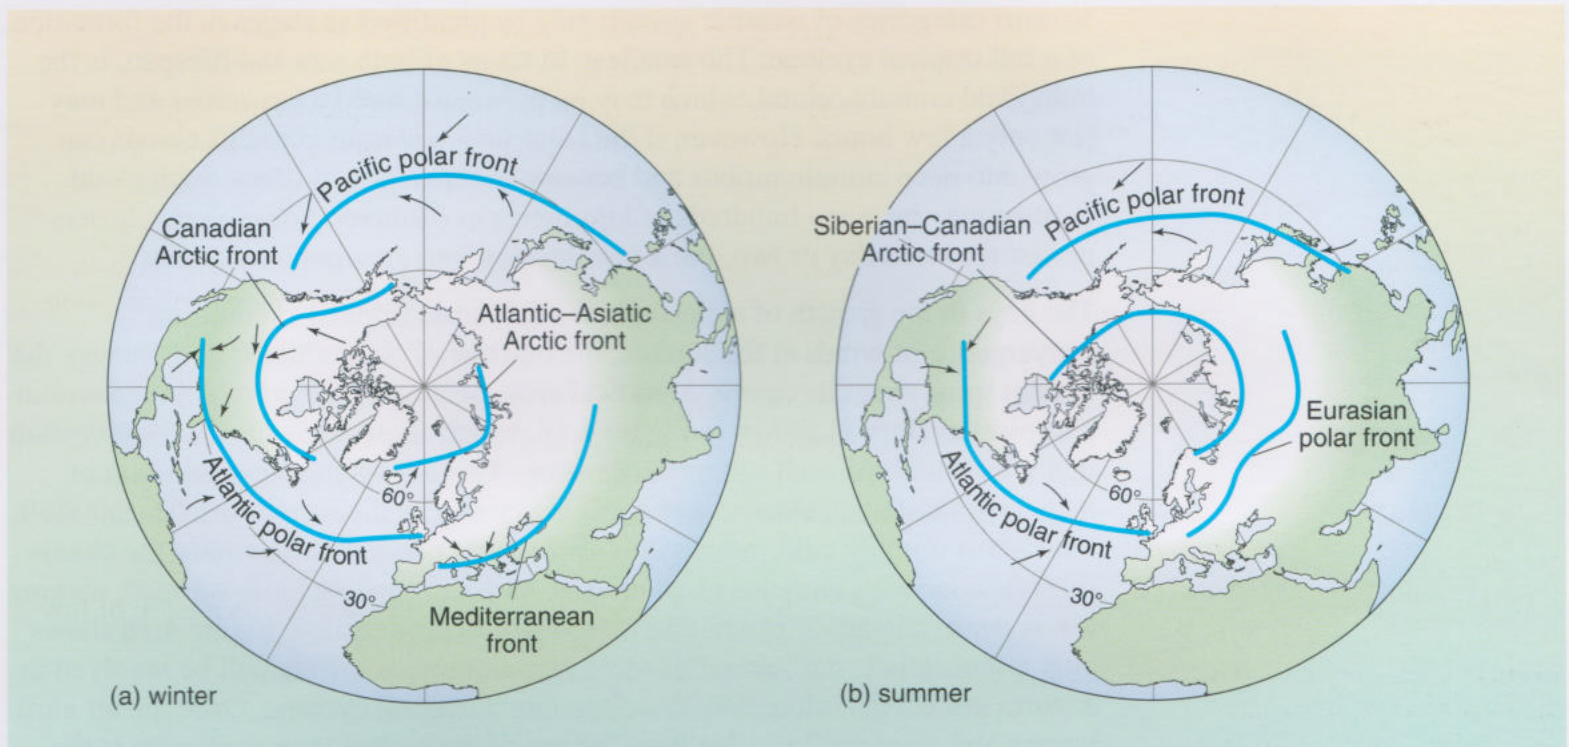 Pacific polar front
Canadian
Arctic front
Atlantic–Asiatic
Arctic front
60°
Atlantic polar front
30°
Mediterranean
front
(a) winter
Siberian–Canadian
Arctic front
Pacific polar front
Eurasian
polar front
60°
Atlantic polar front
30°
(b) summer